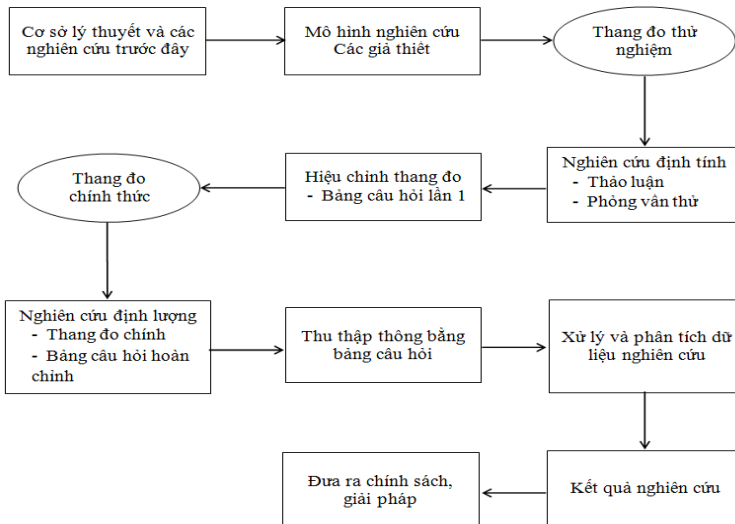 Cơ sở lý thuyết và các
nghiên cứu trước đây
Mô hình nghiên cứu
Các giả thiết
Thang đo thử
nghiệm
Nghiên cứu định tính
- Thảo luận
- Phỏng vấn thử
Hiệu chỉnh thang đo
- Bảng câu hỏi lần 1
Thang đo
chính thức
Nghiên cứu định lượng
- Thang đo chính
- Bảng câu hỏi hoàn
chỉnh
Thu thập thông bằng
bảng câu hỏi
Xử lý và phân tích dữ
liệu nghiên cứu
Kết quả nghiên cứu
Đưa ra chính sách,
giải pháp